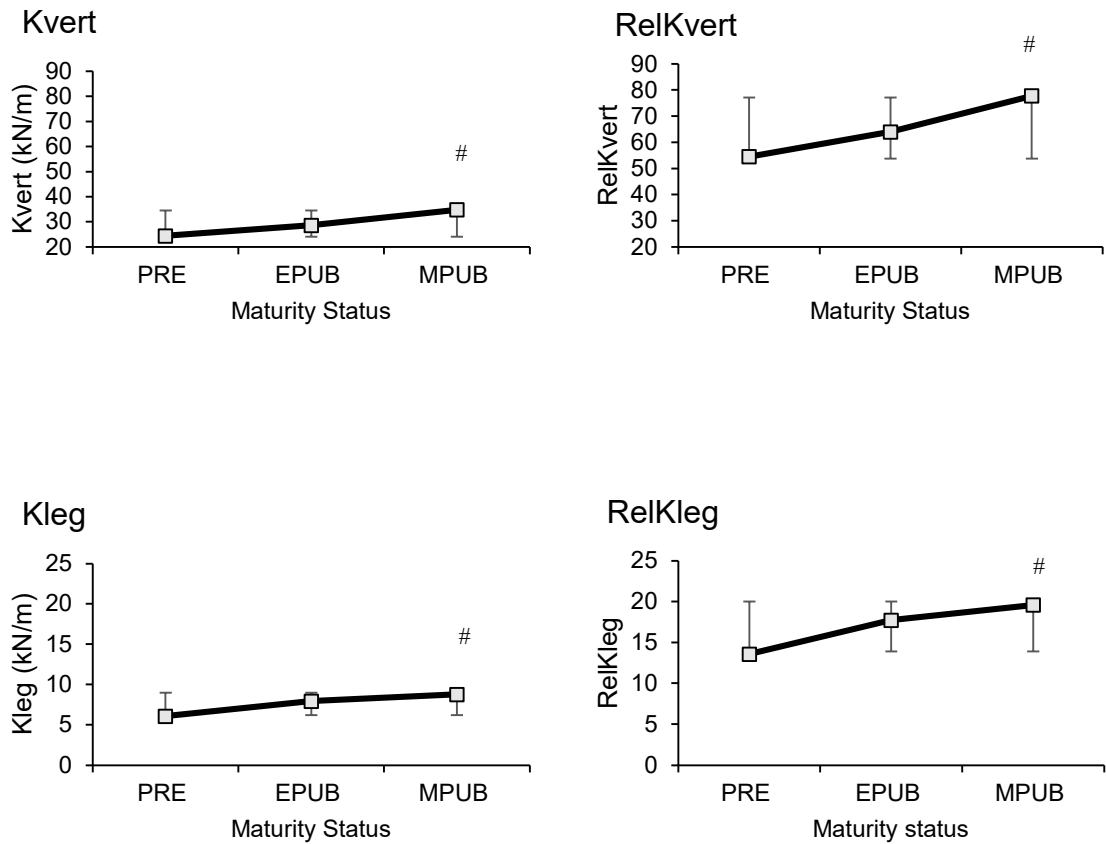 Kvert
#
Kvert (kN/m)
90
80
70
60
50
40
30
20
PRE EPUB MPUB
Maturity Status
RelKvert
#
RelKvert
90
80
70
60
50
40
30
20
PRE EPUB MPUB
Maturity Status
Kleg
#
Kleg (kN/m)
25
20
15
10
5
0
PRE EPUB MPUB
Maturity Status
RelKleg
#
RelKleg
25
20
15
10
5
0
PRE EPUB MPUB
Maturity status